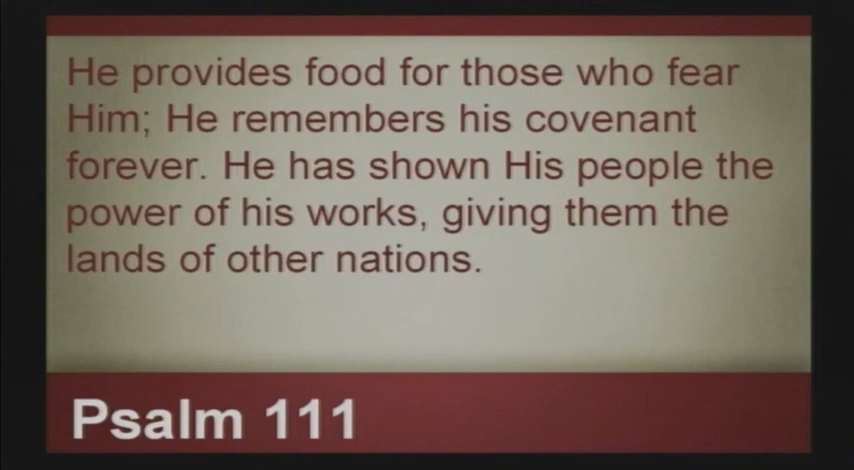 He provides food for those who fear
Him; He remembers his covenant
forever. He has shown His people the
power of his works, giving them the
lands of other nations.
Psalm 111